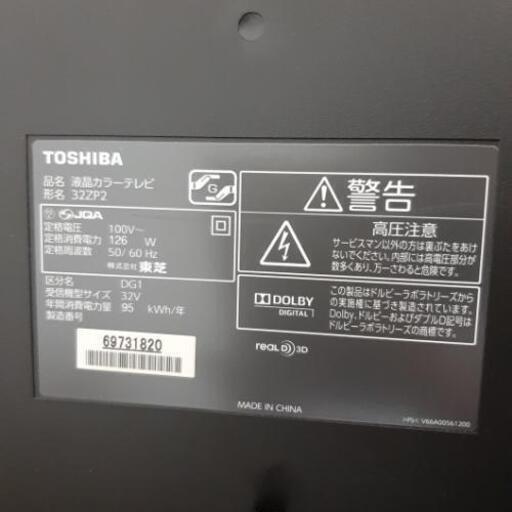 TOSHIBA
品名 液晶カラーテレビ
形名 32ZP2
G
JQA
定格電圧 100V~
定格消費電力 126 W
定格周波数 50/60 Hz
株式会社 東芝
区分名 DG1
受信機型サイズ 32V
年間消費電力量 95 kWh/年
製造番号
69731820
警告
高圧注意
サービスマン以外の方は裏ぶたをあけ
ないでください。内部には高電圧部分が
数多くあり、万一さわると危険です。
DOLBY
DIGITAL
この製品はドルビーラボラトリーズから
の実施権に基づき製造されています。
Dolby、ドルビーおよびダブルD記号は
ドルビーラボラトリーズの商標です。
REAL D 3D
MADE IN CHINA
V66A00561200